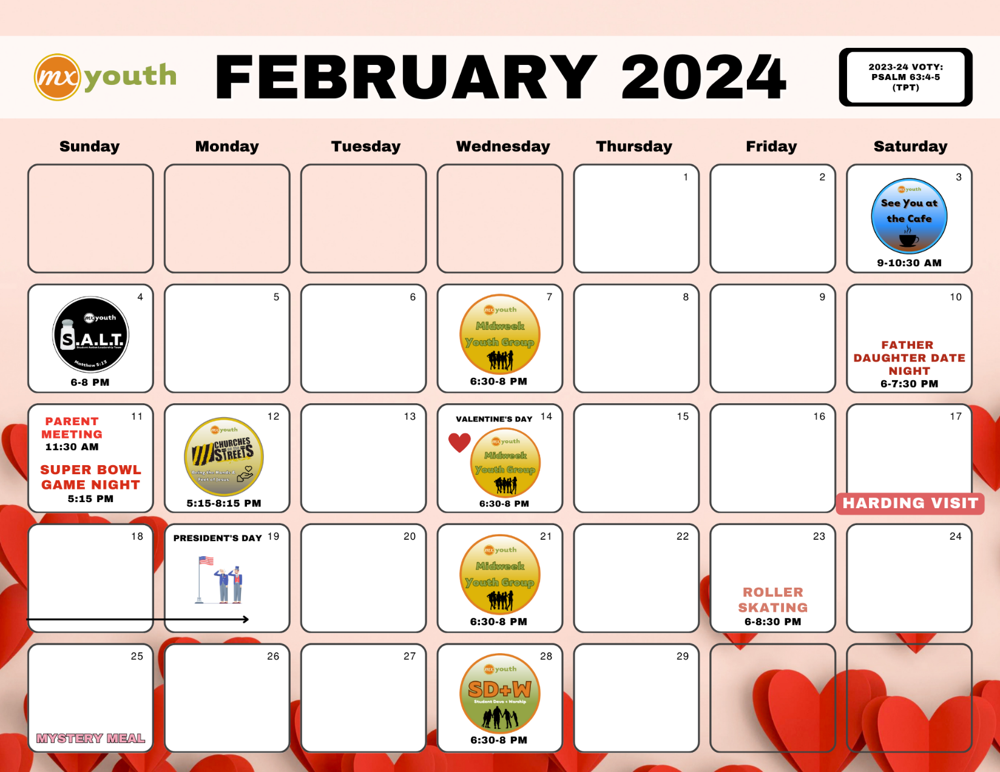 mx youth
FEBRUARY 2024
2023-24 VOTY:
PSALM 63:4-5
(TPT)
Sunday Monday Tuesday Wednesday Thursday Friday Saturday
1
2
3
mx youth
See You at
the Cafe
9-10:30 AM
4
mx youth
S.A.L.T.
Student Action Leadership Team
Matthew 5:13
6-8 PM
5
6
7
mx youth
Midweek
Youth Group
6:30-8 PM
8
9
10
FATHER
DAUGHTER DATE
NIGHT
6-7:30 PM
11
PARENT
MEETING
11:30 AM
SUPER BOWL
GAME NIGHT
5:15 PM
12
mx youth
CHURCHES
on the
STREETS
Being the Hands &
Feet of Jesus
5:15-8:15 PM
13
VALENTINE'S DAY 14
mx youth
Midweek
Youth Group
6:30-8 PM
15
16
17
HARDING VISIT
18
PRESIDENT'S DAY 19
20
21
mx youth
Midweek
Youth Group
6:30-8 PM
22
23
ROLLER
SKATING
6-8:30 PM
24
25
MYSTERY MEAL
26
27
28
mx youth
SD+W
Student Devo + Worship
6:30-8 PM
29